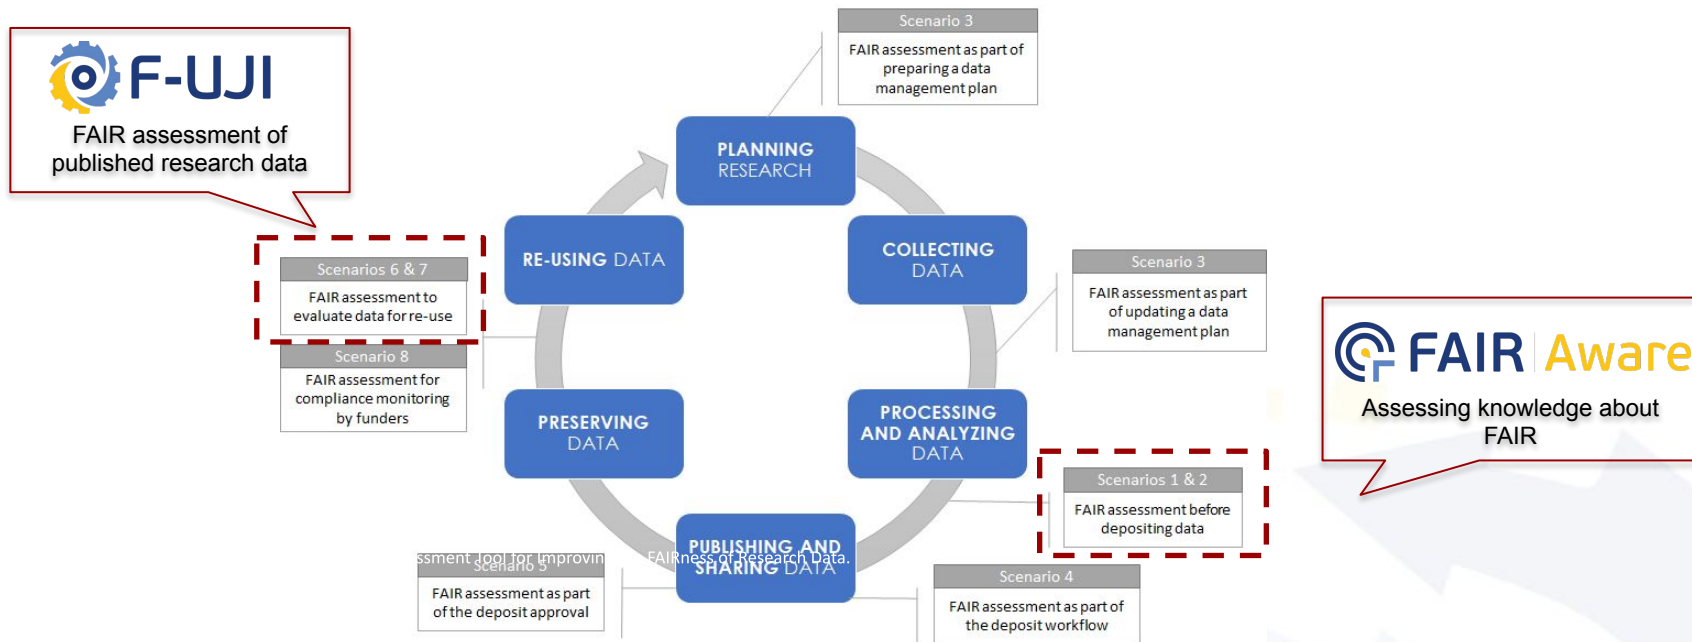 F-UJI
FAIR assessment of
published research data
Scenario 3
FAIR assessment as part of
preparing a data
management plan
PLANNING
RESEARCH
COLLECTING
DATA
Scenario 3
FAIR assessment as part
of updating a data
management plan
PROCESSING
AND ANALYZING
DATA
Scenarios 1 & 2
FAIR assessment before
depositing data
FAIR Aware
Assessing knowledge about
FAIR
PUBLISHING AND
SHARING DATA
Scenario 4
FAIR assessment as part of
the deposit workflow
Scenario 5
FAIR assessment as part
of the deposit approval
Tool for Improving FAIRness of Research Data.
PRESERVING
DATA
Scenario 8
FAIR assessment for
compliance monitoring
by funders
Scenarios 6 & 7
FAIR assessment to
evaluate data for re-use
RE-USING DATA